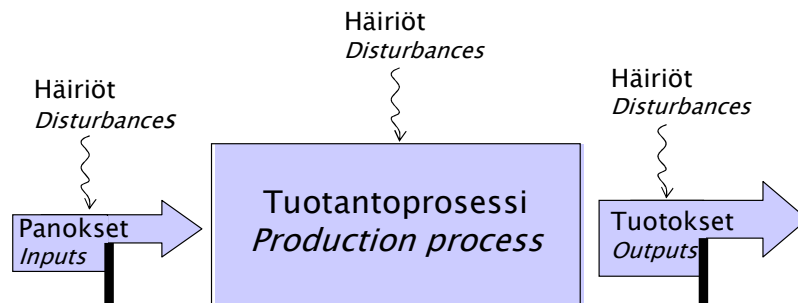 Häiriöt
Disturbances
Häiriöt
Disturbances
Häiriöt
Disturbances
Panokset
Inputs
Tuotantoprosessi
Production process
Tuotokset
Outputs